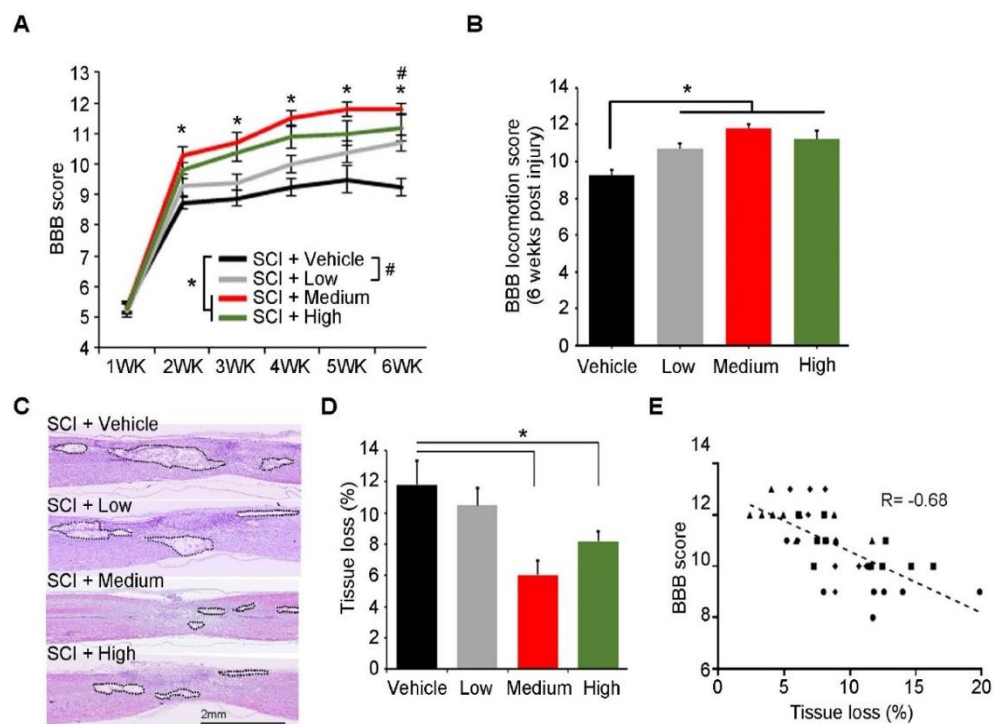 A
BBB score
13
12
11
10
9
8
7
6
5
4
* * * * #
*
SCI + Vehicle
SCI + Low
SCI + Medium
SCI + High
*
#
1WK 2WK 3WK 4WK 5WK 6WK
B
BBB locomotion score
(6 wekks post injury)
14
12
10
8
6
4
2
0
*
Vehicle Low Medium High
C
SCI + Vehicle
SCI + Low
SCI + Medium
SCI + High
2mm
D
Tissue loss (%)
14
12
10
8
6
4
2
0
*
Vehicle Low Medium High
E
BBB score
14
12
10
8
6
R= -0.68
0 5 10 15 20
Tissue loss (%)